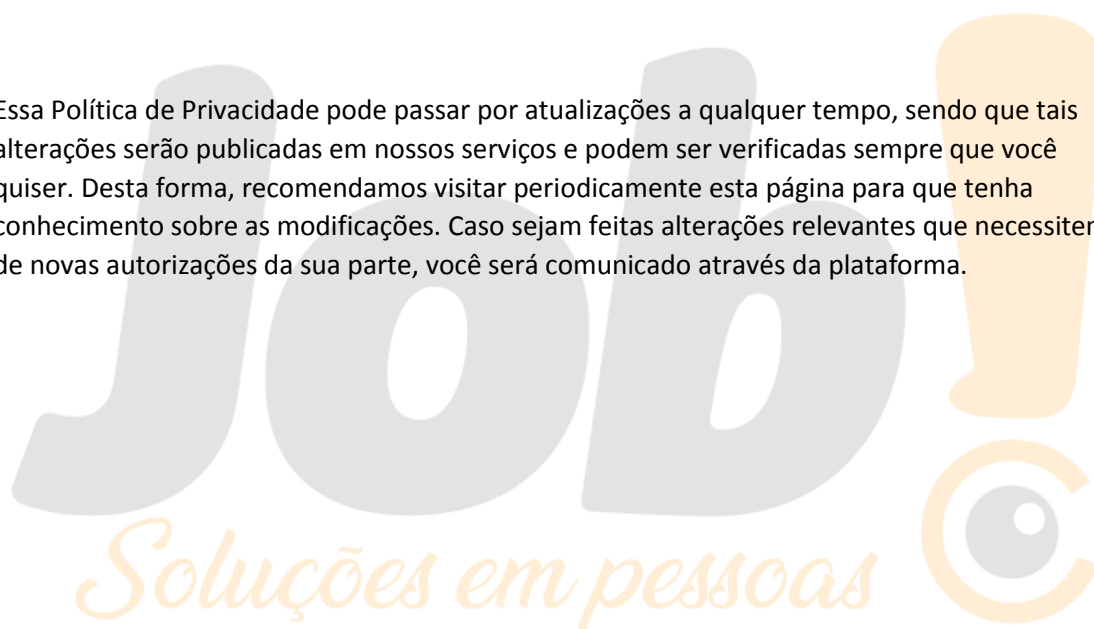 Essa Política de Privacidade pode passar por atualizações a qualquer tempo, sendo que tais
alterações serão publicadas em nossos serviços e podem ser verificadas sempre que você
quiser. Desta forma, recomendamos visitar periodicamente esta página para que tenha
conhecimento sobre as modificações. Caso sejam feitas alterações relevantes que necessitem
de novas autorizações da sua parte, você será comunicado através da plataforma.
Job!
Soluções em pessoas